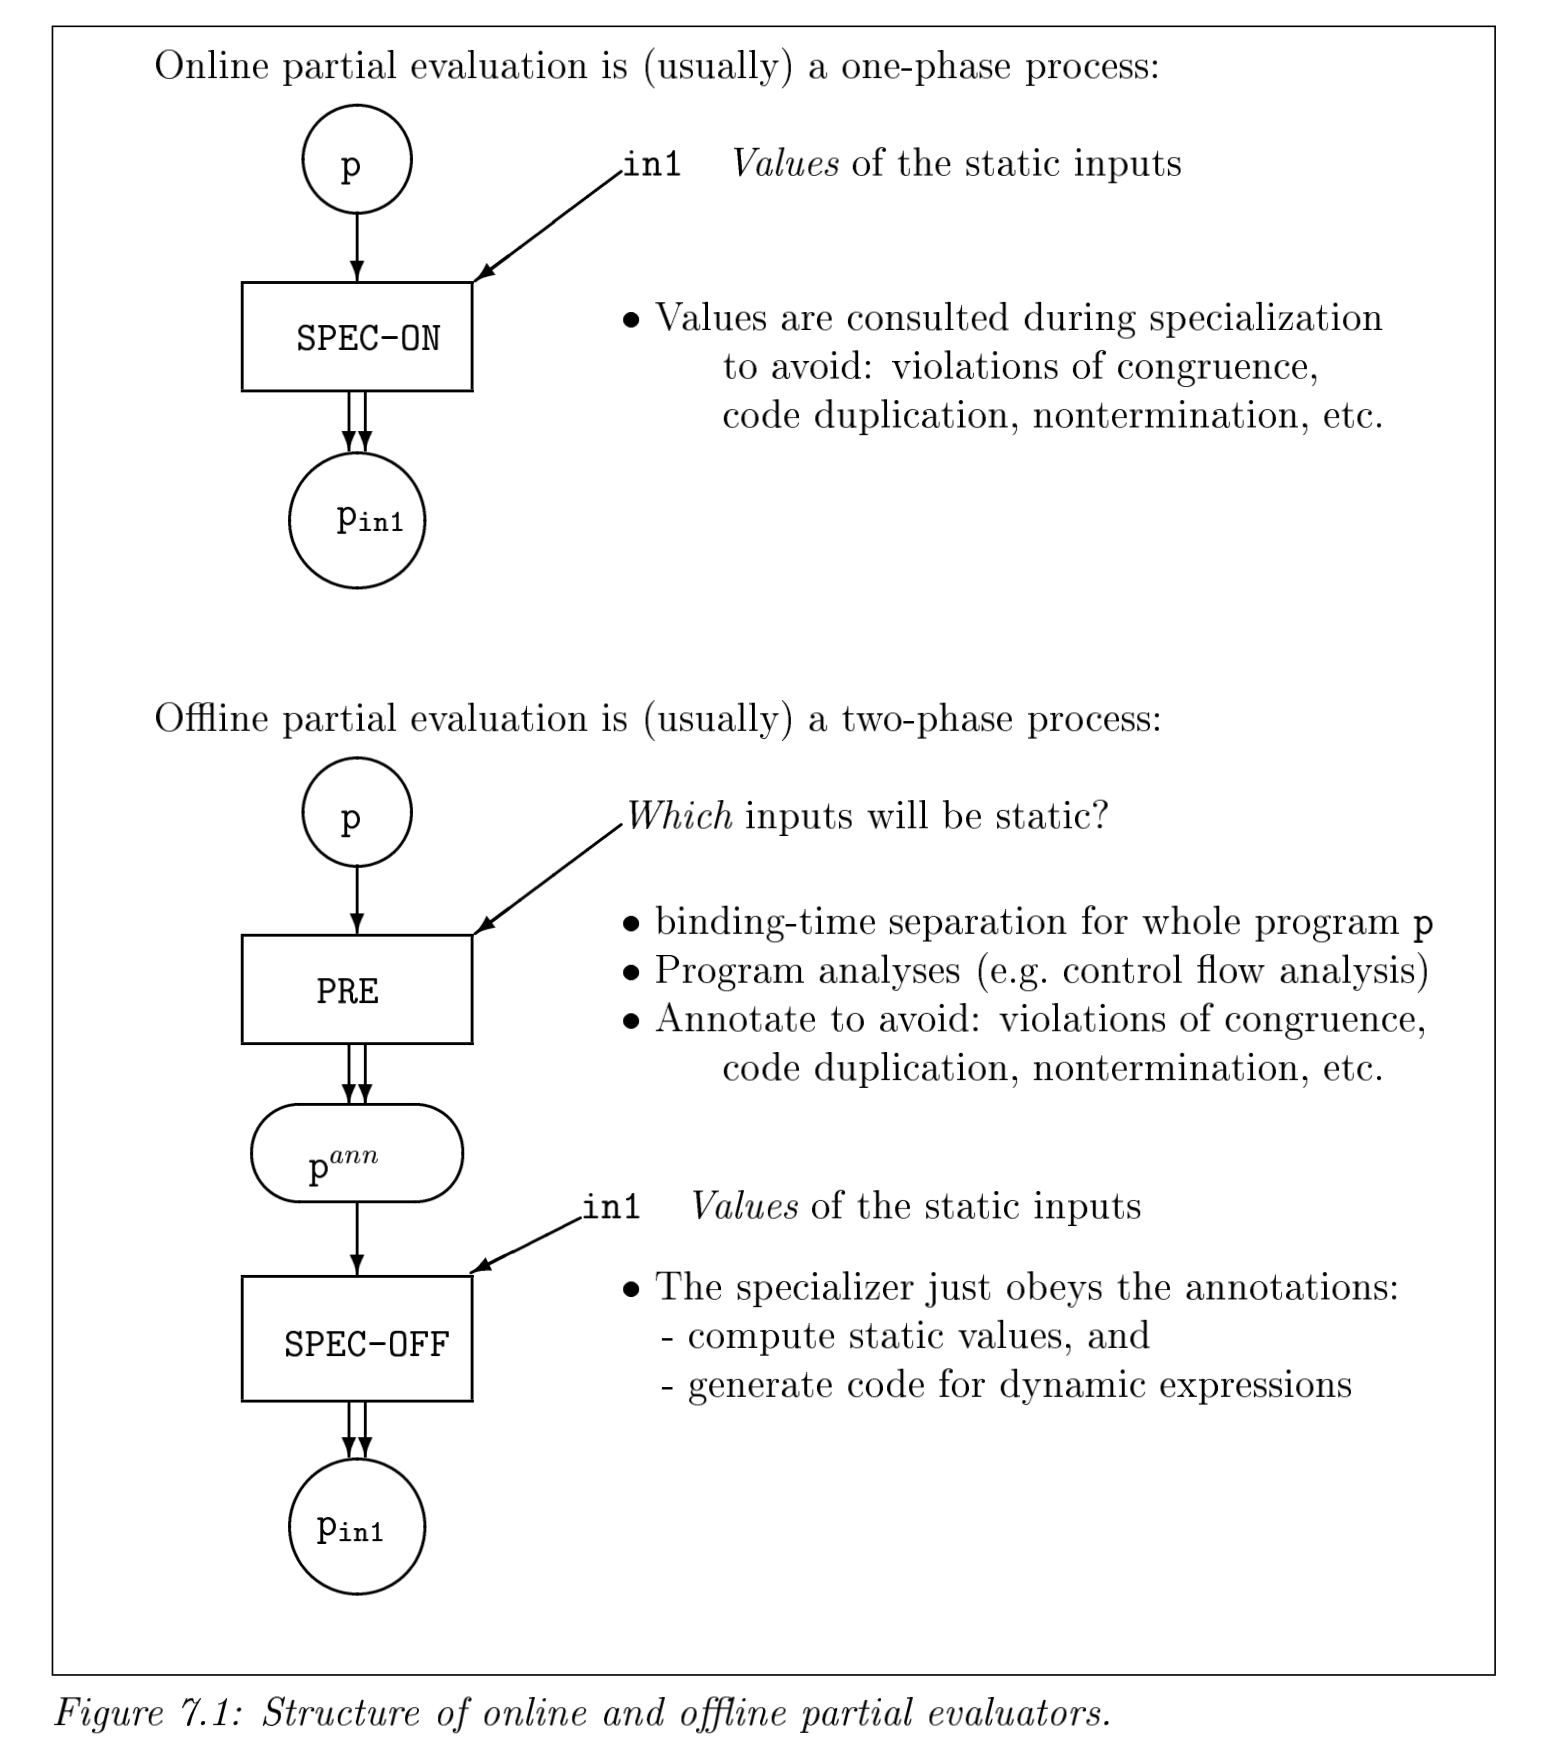 Online partial evaluation is (usually) a one-phase process:
p
in1 Values of the static inputs
SPEC-ON
• Values are consulted during specialization
to avoid: violations of congruence,
code duplication, nontermination, etc.
pin1
Offline partial evaluation is (usually) a two-phase process:
p
Which inputs will be static?
PRE
• binding-time separation for whole program p
• Program analyses (e.g. control flow analysis)
• Annotate to avoid: violations of congruence,
code duplication, nontermination, etc.
pann
in1 Values of the static inputs
SPEC-OFF
• The specializer just obeys the annotations:
- compute static values, and
- generate code for dynamic expressions
pin1
Figure 7.1: Structure of online and offline partial evaluators.